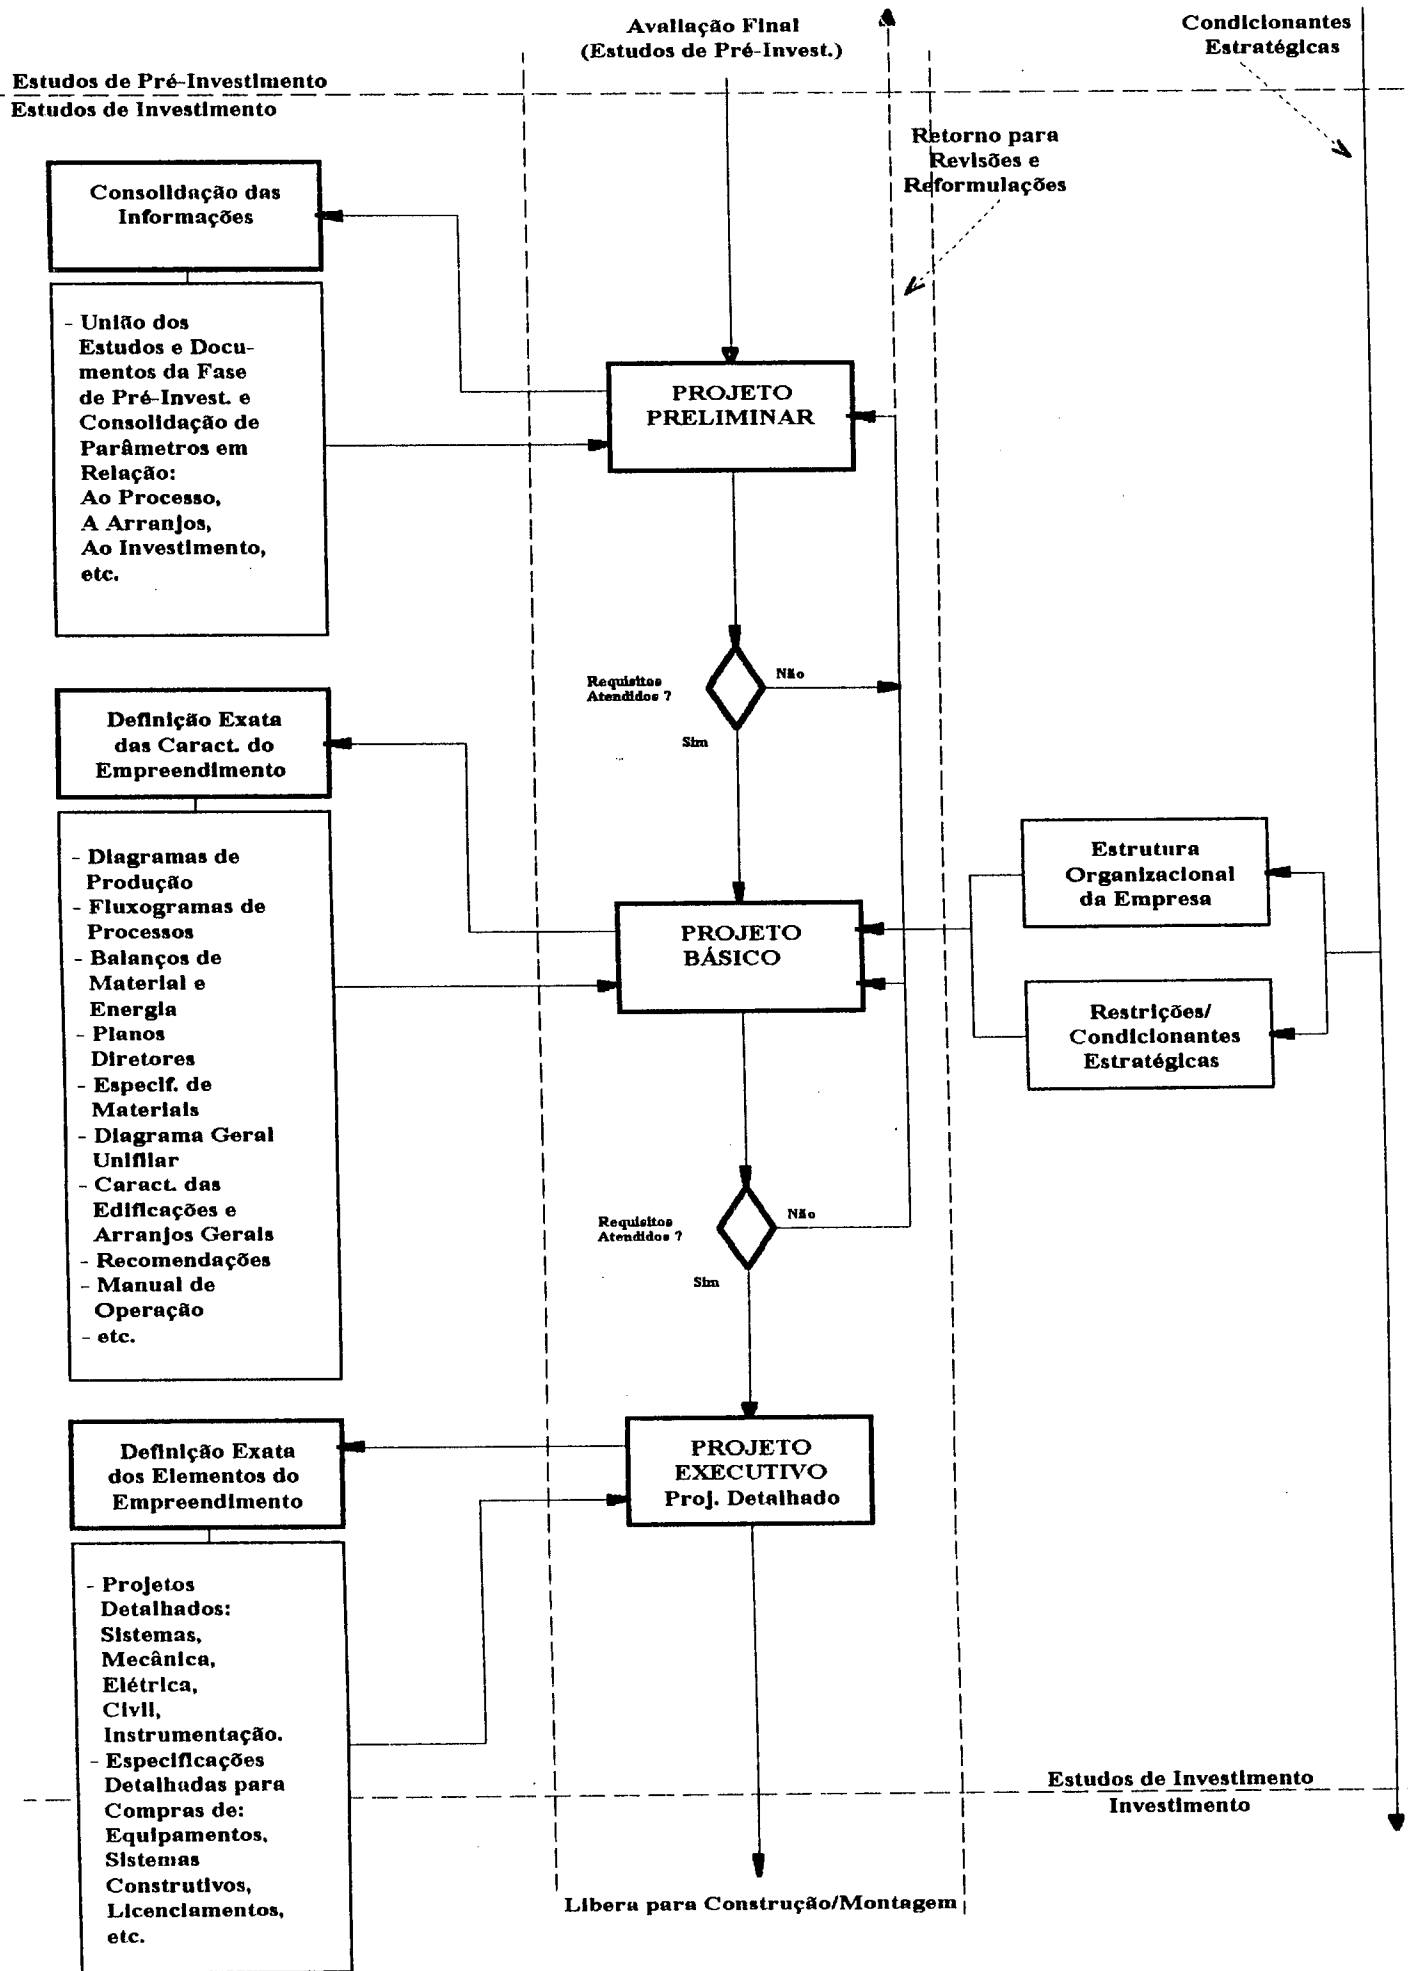 Avaliação Final
(Estudos de Pré-Invest.)
Condicionantes
Estratégicas
Estudos de Pré-Investimento
Estudos de Investimento
Retorno para
Revisões e
Reformulações
Consolidação das
Informações
- União dos
Estudos e Docu-
mentos da Fase
de Pré-Invest. e
Consolidação de
Parâmetros em
Relação:
Ao Processo,
A Arranjos,
Ao Investimento,
etc.
PROJETO
PRELIMINAR
Requisitos
Atendidos ?
Não
Sim
Definição Exata
das Caract. do
Empreendimento
- Diagramas de
Produção
- Fluxogramas de
Processos
- Balanços de
Material e
Energia
- Planos
Diretores
- Especif. de
Materiais
- Diagrama Geral
Unifilar
- Caract. das
Edificações e
Arranjos Gerais
- Recomendações
- Manual de
Operação
- etc.
PROJETO
BÁSICO
Estrutura
Organizacional
da Empresa
Restrições/
Condicionantes
Estratégicas
Requisitos
Atendidos ?
Não
Sim
Definição Exata
dos Elementos do
Empreendimento
- Projetos
Detalhados:
Sistemas,
Mecânica,
Elétrica,
Civil,
Instrumentação.
- Especificações
Detalhadas para
Compras de:
Equipamentos,
Sistemas
Construtivos,
Licenciamentos,
etc.
PROJETO
EXECUTIVO
Proj. Detalhado
Estudos de Investimento
Investimento
Libera para Construção/Montagem